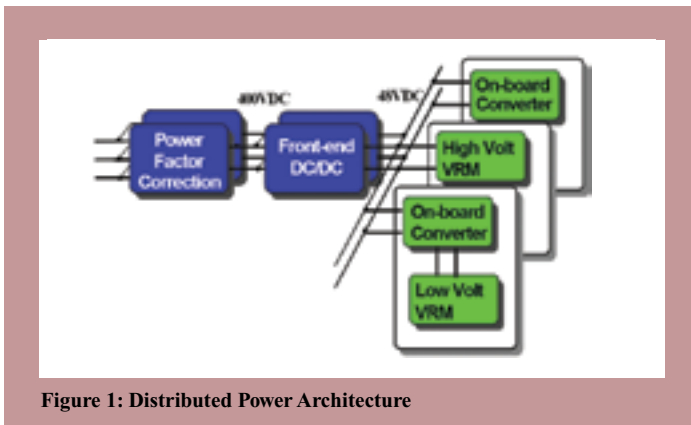 400VDC
48VDC
Power
Factor
Correction
Front-end
DC/DC
On-board
Converter
High Volt
VRM
On-board
Converter
Low Volt
VRM
Figure 1: Distributed Power Architecture